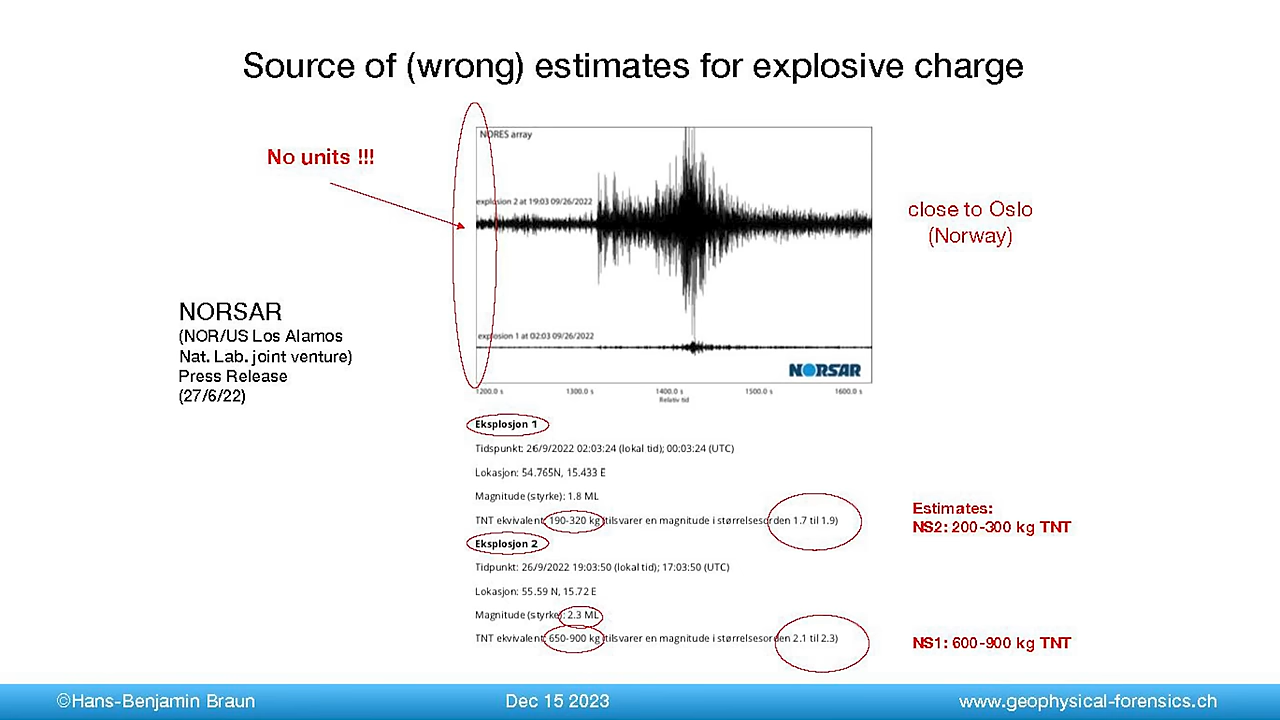 Source of (wrong) estimates for explosive charge
No units !!!
NORES array
explosion 2 at 19:03 09/26/2022
close to Oslo
(Norway)
NORSAR
(NOR/US Los Alamos
Nat. Lab. joint venture)
Press Release
(27/6/22)
explosion 1 at 02:03 09/26/2022
NORSAR
1200.0 s 1300.0 s 1400.0 s 1500.0 s 1600.0 s
Relativ tid
Eksplosjon 1
Tidspunkt: 26/9/2022 02:03:24 (lokal tid); 00:03:24 (UTC)
Lokasjon: 54.765N, 15.433 E
Magnitude (styrke): 1.8 ML
TNT ekvivalent: 190-320 kg (tilsvarer en magnitude i størrelsesorden 1.7 til 1.9)
Estimates:
NS2: 200-300 kg TNT
Eksplosjon 2
Tidpunkt: 26/9/2022 19:03:50 (lokal tid); 17:03:50 (UTC)
Lokasjon: 55.59 N, 15.72 E
Magnitude (styrke): 2.3 ML
TNT ekvivalent: 650-900 kg (tilsvarer en magnitude i størrelsesorden 2.1 til 2.3)
NS1: 600-900 kg TNT
©Hans-Benjamin Braun
Dec 15 2023
www.geophysical-forensics.ch